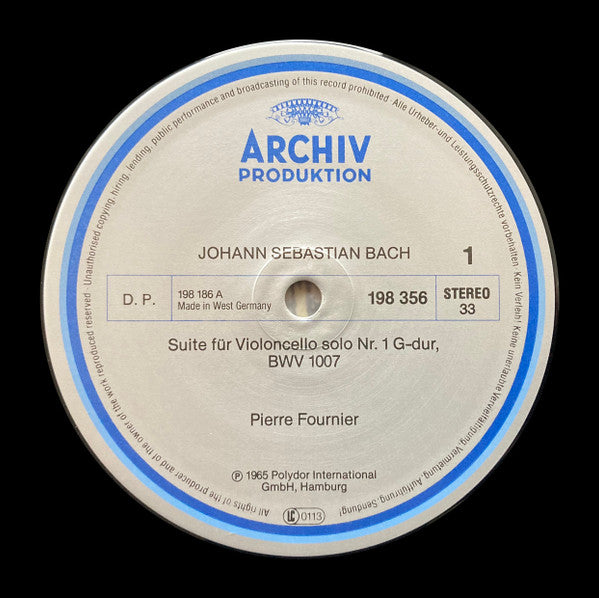 ARCHIV
PRODUKTION
JOHANN SEBASTIAN BACH
1
D. P.
198 186 A
Made in West Germany
198 356
STEREO
33
Suite für Violoncello solo Nr. 1 G-dur,
BWV 1007
Pierre Fournier
℗ 1965 Polydor International
GmbH, Hamburg
LC 0113
All rights of the producer and of the owner of the work reproduced reserved · Unauthorised copying, hiring, lending, public performance and broadcasting of this record prohibited · Alle Urheber- und Leistungsschutzrechte vorbehalten · Kein Verleih! Keine unerlaubte Vervielfältigung, Vermietung, Aufführung, Sendung!